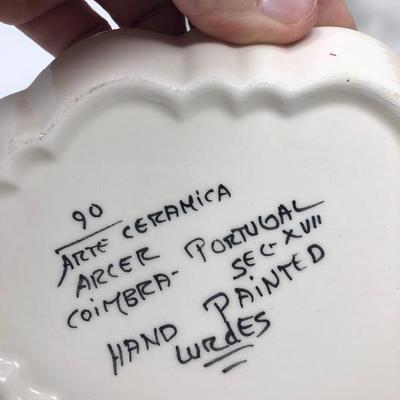 90
ARTE CERAMICA
ARCER PORTUGAL
COIMBRA- SEC-XVII
HAND PAINTED
LURDES